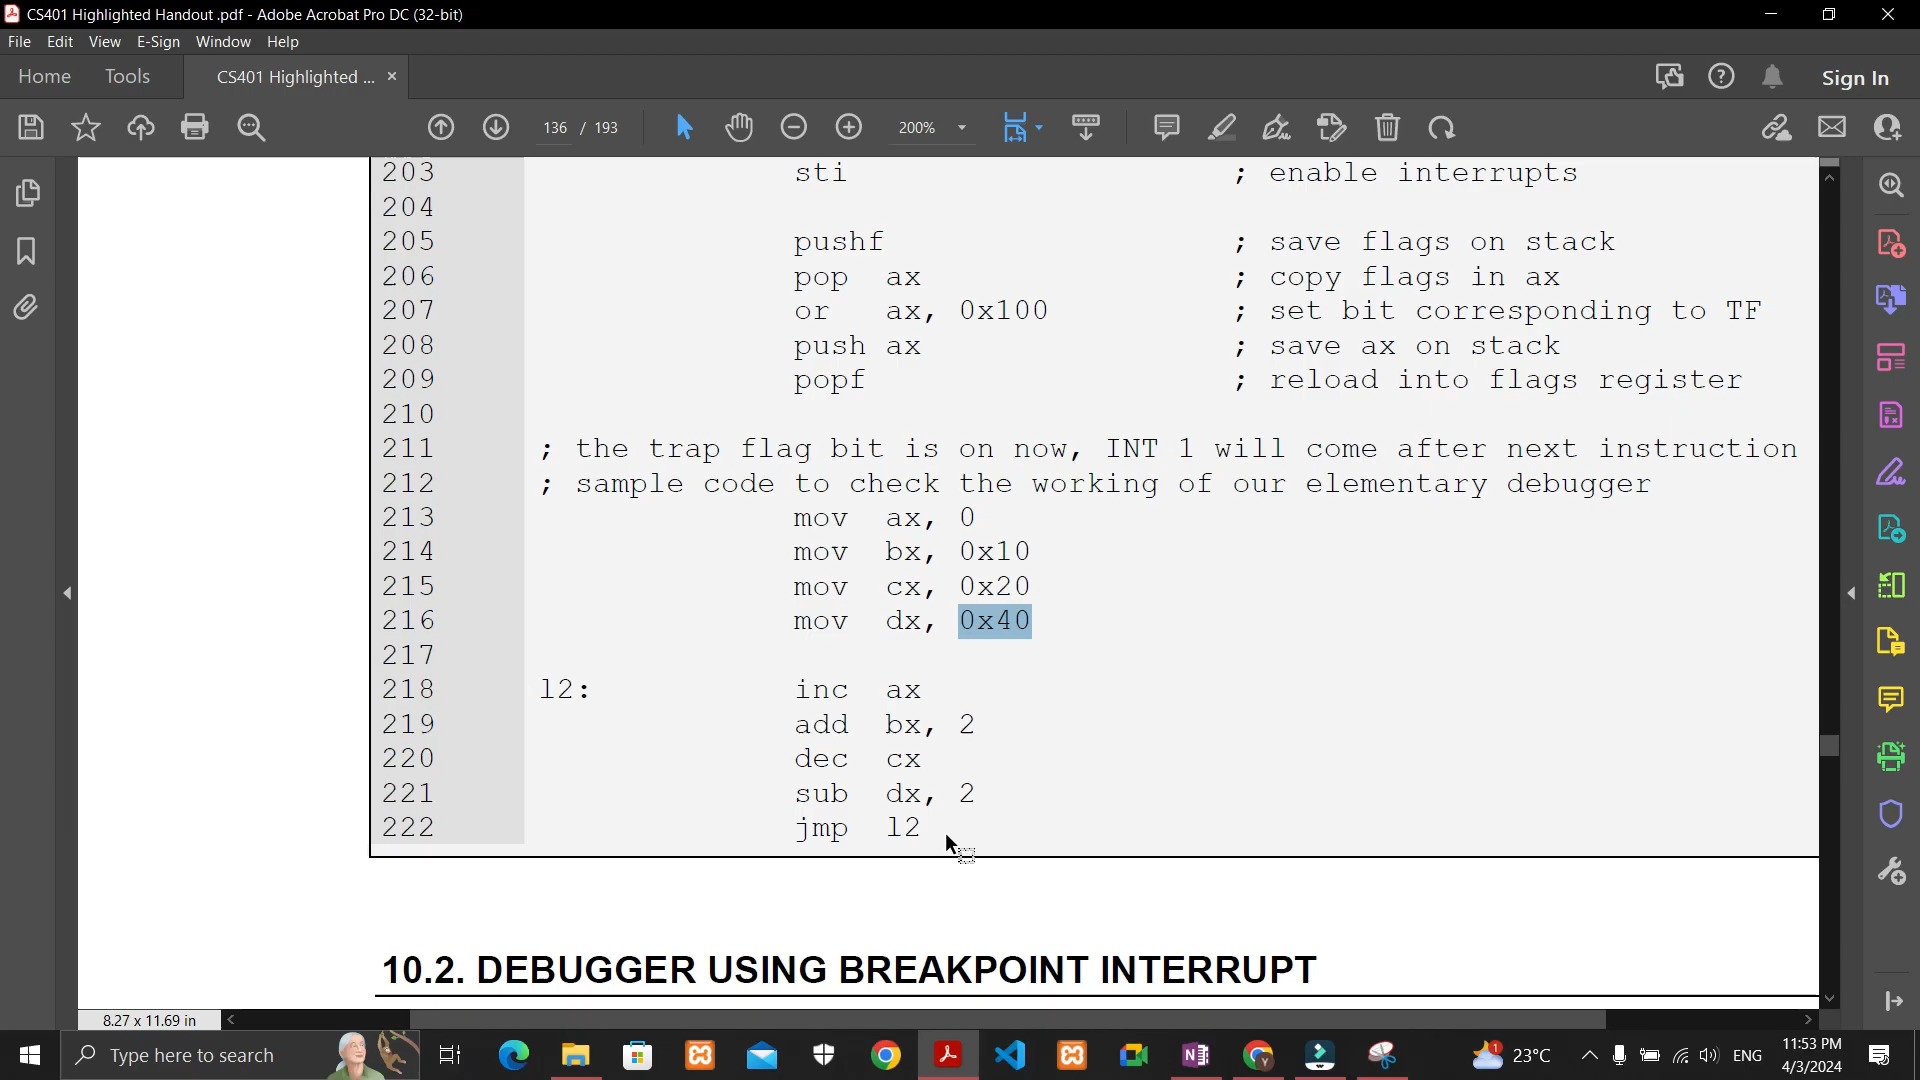 CS401 Highlighted Handout .pdf - Adobe Acrobat Pro DC (32-bit)
File Edit View E-Sign Window Help
Home Tools CS401 Highlighted ... × Sign In
136 / 193 200%
203 sti ; enable interrupts
204
205 pushf ; save flags on stack
206 pop ax ; copy flags in ax
207 or ax, 0x100 ; set bit corresponding to TF
208 push ax ; save ax on stack
209 popf ; reload into flags register
210
211 ; the trap flag bit is on now, INT 1 will come after next instruction
212 ; sample code to check the working of our elementary debugger
213 mov ax, 0
214 mov bx, 0x10
215 mov cx, 0x20
216 mov dx, 0x40
217
218 l2: inc ax
219 add bx, 2
220 dec cx
221 sub dx, 2
222 jmp l2
10.2. DEBUGGER USING BREAKPOINT INTERRUPT
8.27 x 11.69 in
Type here to search 23°C ENG 11:53 PM
4/3/2024